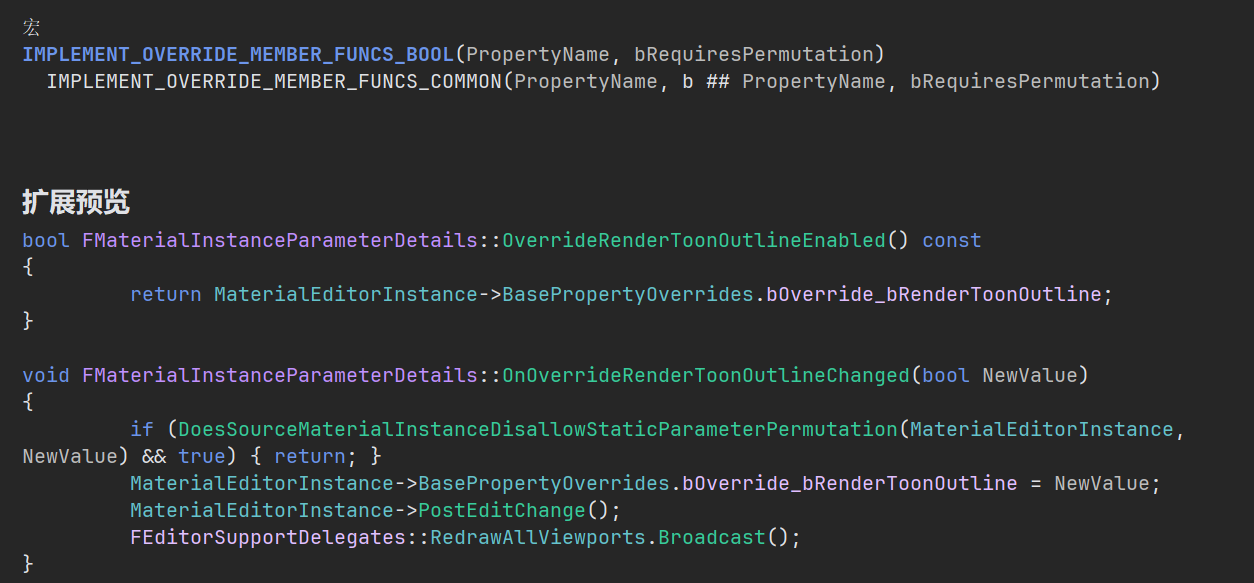 宏
IMPLEMENT_OVERRIDE_MEMBER_FUNCS_BOOL(PropertyName, bRequiresPermutation)
  IMPLEMENT_OVERRIDE_MEMBER_FUNCS_COMMON(PropertyName, b ## PropertyName, bRequiresPermutation)
扩展预览
bool FMaterialInstanceParameterDetails::OverrideRenderToonOutlineEnabled() const
{
         return MaterialEditorInstance->BasePropertyOverrides.bOverride_bRenderToonOutline;
}
void FMaterialInstanceParameterDetails::OnOverrideRenderToonOutlineChanged(bool NewValue)
{
         if (DoesSourceMaterialInstanceDisallowStaticParameterPermutation(MaterialEditorInstance,
NewValue) && true) { return; }
         MaterialEditorInstance->BasePropertyOverrides.bOverride_bRenderToonOutline = NewValue;
         MaterialEditorInstance->PostEditChange();
         FEditorSupportDelegates::RedrawAllViewports.Broadcast();
}